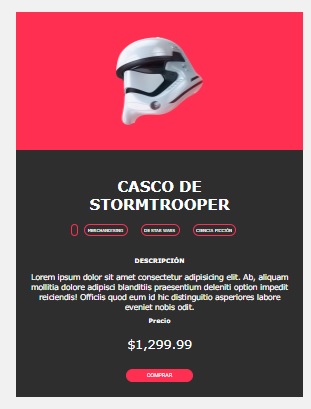 CASCO DE
STORMTROOPER
MERCHANDISING DE STAR WARS CIENCIA FICCIÓN
DESCRIPCIÓN
Lorem ipsum dolor sit amet consectetur adipisicing elit. Ab, aliquam
mollitia dolore adipisci blanditiis praesentium deleniti option impedit
reiciendis! Officiis quod eum id hic distinguitio asperiores labore
eveniet nobis odit.
Precio
$1,299.99
COMPRAR